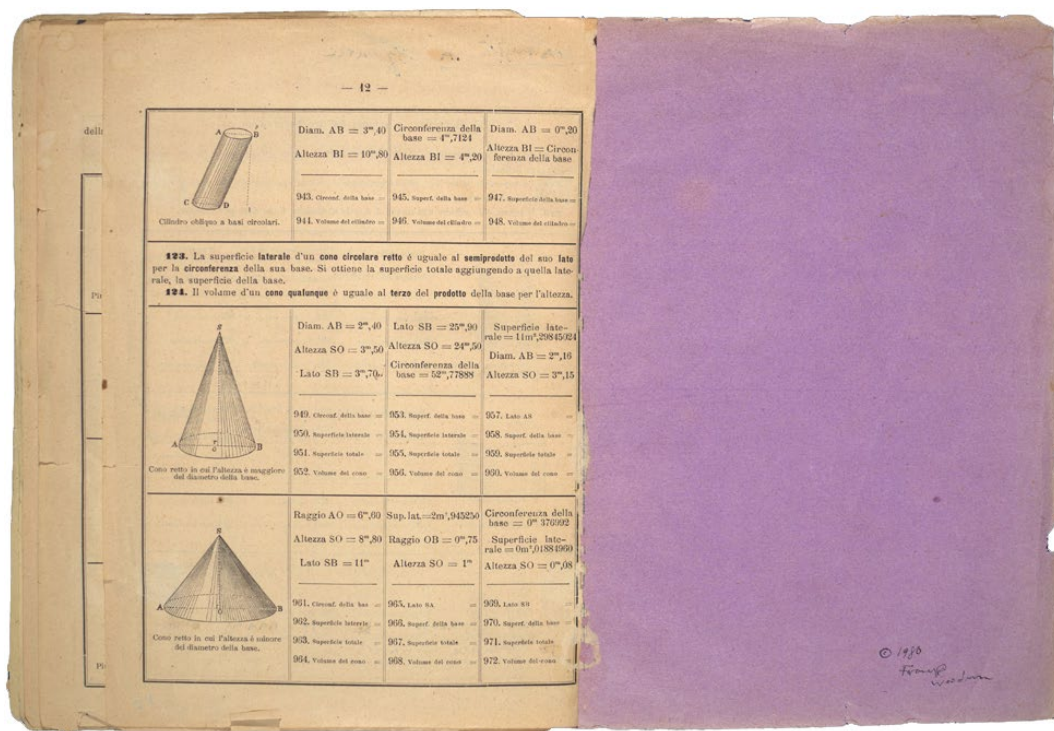 — 42 —
della
A
B
C
D
I
Cilindro obliquo a basi circolari.
Diam. AB = 3ᵐ,40
Altezza BI = 10ᵐ,80
943. Circonf. della base =
944. Volume del cilindro =
Circonferenza della
base = 4ᵐ,7124
Altezza BI = 4ᵐ,20
945. Superf. della base =
946. Volume del cilindro =
Diam. AB = 0ᵐ,20
Altezza BI = Circon-
ferenza della base
947. Superficie della base =
948. Volume del cilindro =
123. La superficie laterale d'un cono circolare retto è uguale al semiprodotto del suo lato
per la circonferenza della sua base. Si ottiene la superficie totale aggiungendo a quella late-
rale, la superficie della base.
124. Il volume d'un cono qualunque è uguale al terzo del prodotto della base per l'altezza.
S
A
B
O
Cono retto in cui l'altezza è maggiore
del diametro della base.
Diam. AB = 2ᵐ,40
Altezza SO = 3ᵐ,50
Lato SB = 3ᵐ,70
949. Circonf. della base =
950. Superficie laterale =
951. Superficie totale =
952. Volume del cono =
Lato SB = 25ᵐ,90
Altezza SO = 24ᵐ,50
Circonferenza della
base = 52ᵐ,77888
953. Superf. della base =
954. Superficie laterale =
955. Superficie totale =
956. Volume del cono =
Superficie late-
rale = 11m²,29845024
Diam. AB = 2ᵐ,16
Altezza SO = 3ᵐ,15
957. Lato AS =
958. Superf. della base =
959. Superficie totale =
960. Volume del cono =
S
A
B
O
Cono retto in cui l'altezza è minore
del diametro della base.
Raggio AO = 6ᵐ,60
Altezza SO = 8ᵐ,80
Lato SB = 11ᵐ
961. Circonf. della bas =
962. Superficie laterale =
963. Superficie totale =
964. Volume del cono =
Sup. lat. = 2m²,945250
Raggio OB = 0ᵐ,75
Altezza SO = 1ᵐ
965. Lato SA =
966. Superf. della base =
967. Superficie totale =
968. Volume del cono =
Circonferenza della
base = 0ᵐ 376992
Superficie late-
rale = 0m²,01884960
Altezza SO = 0ᵐ,08
969. Lato SB =
970. Superf. della base =
971. Superficie totale
972. Volume del cono =
© 1980